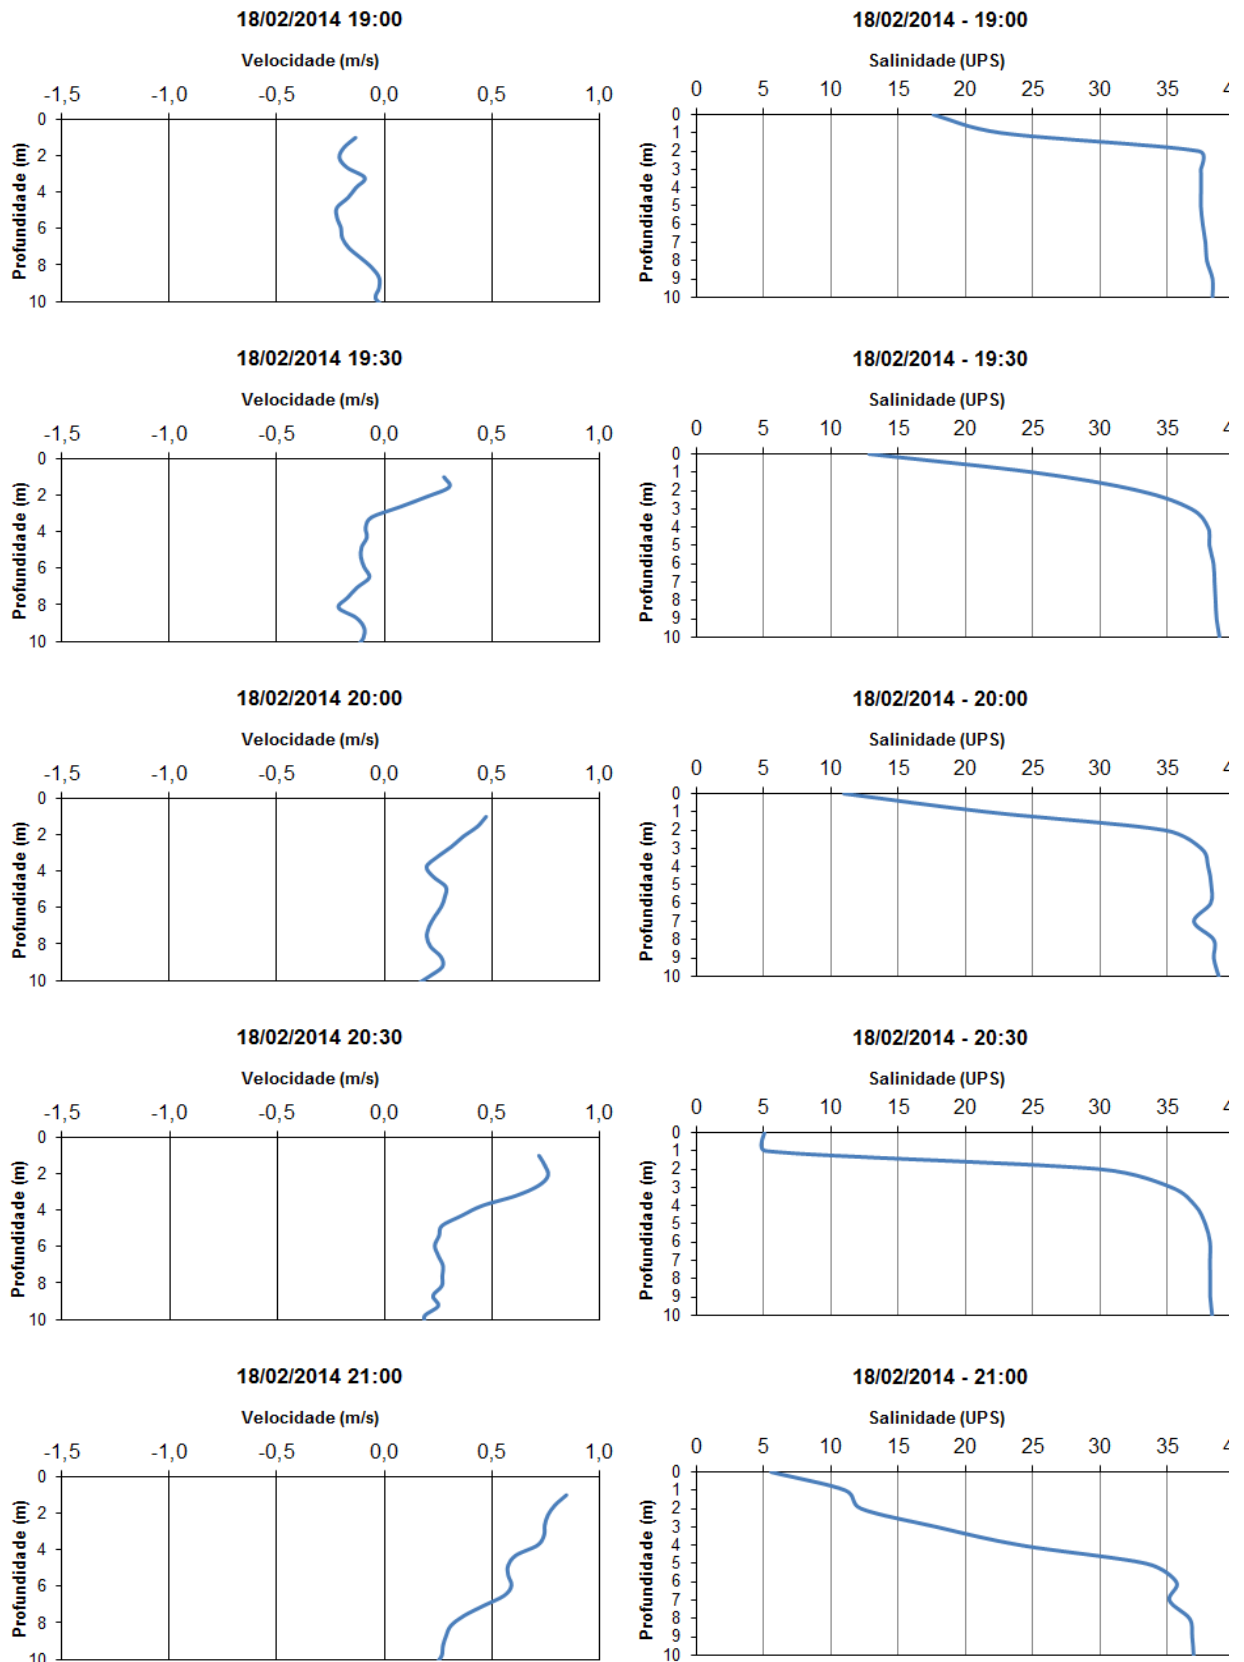 18/02/2014 19:00
Velocidade (m/s)
-1,5 -1,0 -0,5 0,0 0,5 1,0
Profundidade (m)
0
2
4
6
8
10
18/02/2014 - 19:00
Salinidade (UPS)
0 5 10 15 20 25 30 35 4
Profundidade (m)
0
1
2
3
4
5
6
7
8
9
10
18/02/2014 19:30
Velocidade (m/s)
-1,5 -1,0 -0,5 0,0 0,5 1,0
Profundidade (m)
0
2
4
6
8
10
18/02/2014 - 19:30
Salinidade (UPS)
0 5 10 15 20 25 30 35 4
Profundidade (m)
0
1
2
3
4
5
6
7
8
9
10
18/02/2014 20:00
Velocidade (m/s)
-1,5 -1,0 -0,5 0,0 0,5 1,0
Profundidade (m)
0
2
4
6
8
10
18/02/2014 - 20:00
Salinidade (UPS)
0 5 10 15 20 25 30 35 4
Profundidade (m)
0
1
2
3
4
5
6
7
8
9
10
18/02/2014 20:30
Velocidade (m/s)
-1,5 -1,0 -0,5 0,0 0,5 1,0
Profundidade (m)
0
2
4
6
8
10
18/02/2014 - 20:30
Salinidade (UPS)
0 5 10 15 20 25 30 35 4
Profundidade (m)
0
1
2
3
4
5
6
7
8
9
10
18/02/2014 21:00
Velocidade (m/s)
-1,5 -1,0 -0,5 0,0 0,5 1,0
Profundidade (m)
0
2
4
6
8
10
18/02/2014 - 21:00
Salinidade (UPS)
0 5 10 15 20 25 30 35 4
Profundidade (m)
0
1
2
3
4
5
6
7
8
9
10